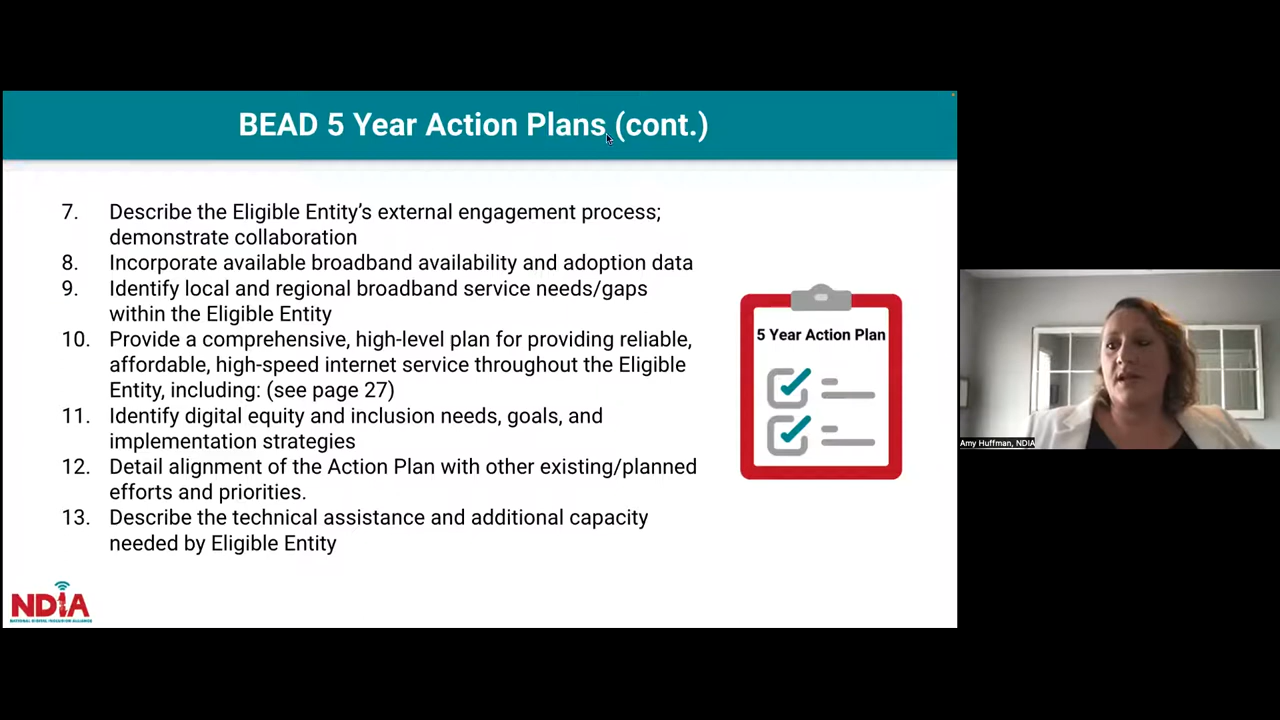 BEAD 5 Year Action Plans (cont.)
7. Describe the Eligible Entity's external engagement process;
demonstrate collaboration
8. Incorporate available broadband availability and adoption data
9. Identify local and regional broadband service needs/gaps
within the Eligible Entity
10. Provide a comprehensive, high-level plan for providing reliable,
affordable, high-speed internet service throughout the Eligible
Entity, including: (see page 27)
11. Identify digital equity and inclusion needs, goals, and
implementation strategies
12. Detail alignment of the Action Plan with other existing/planned
efforts and priorities.
13. Describe the technical assistance and additional capacity
needed by Eligible Entity
5 Year Action Plan
NDIA
NATIONAL DIGITAL INCLUSION ALLIANCE
Amy Huffman, NDIA